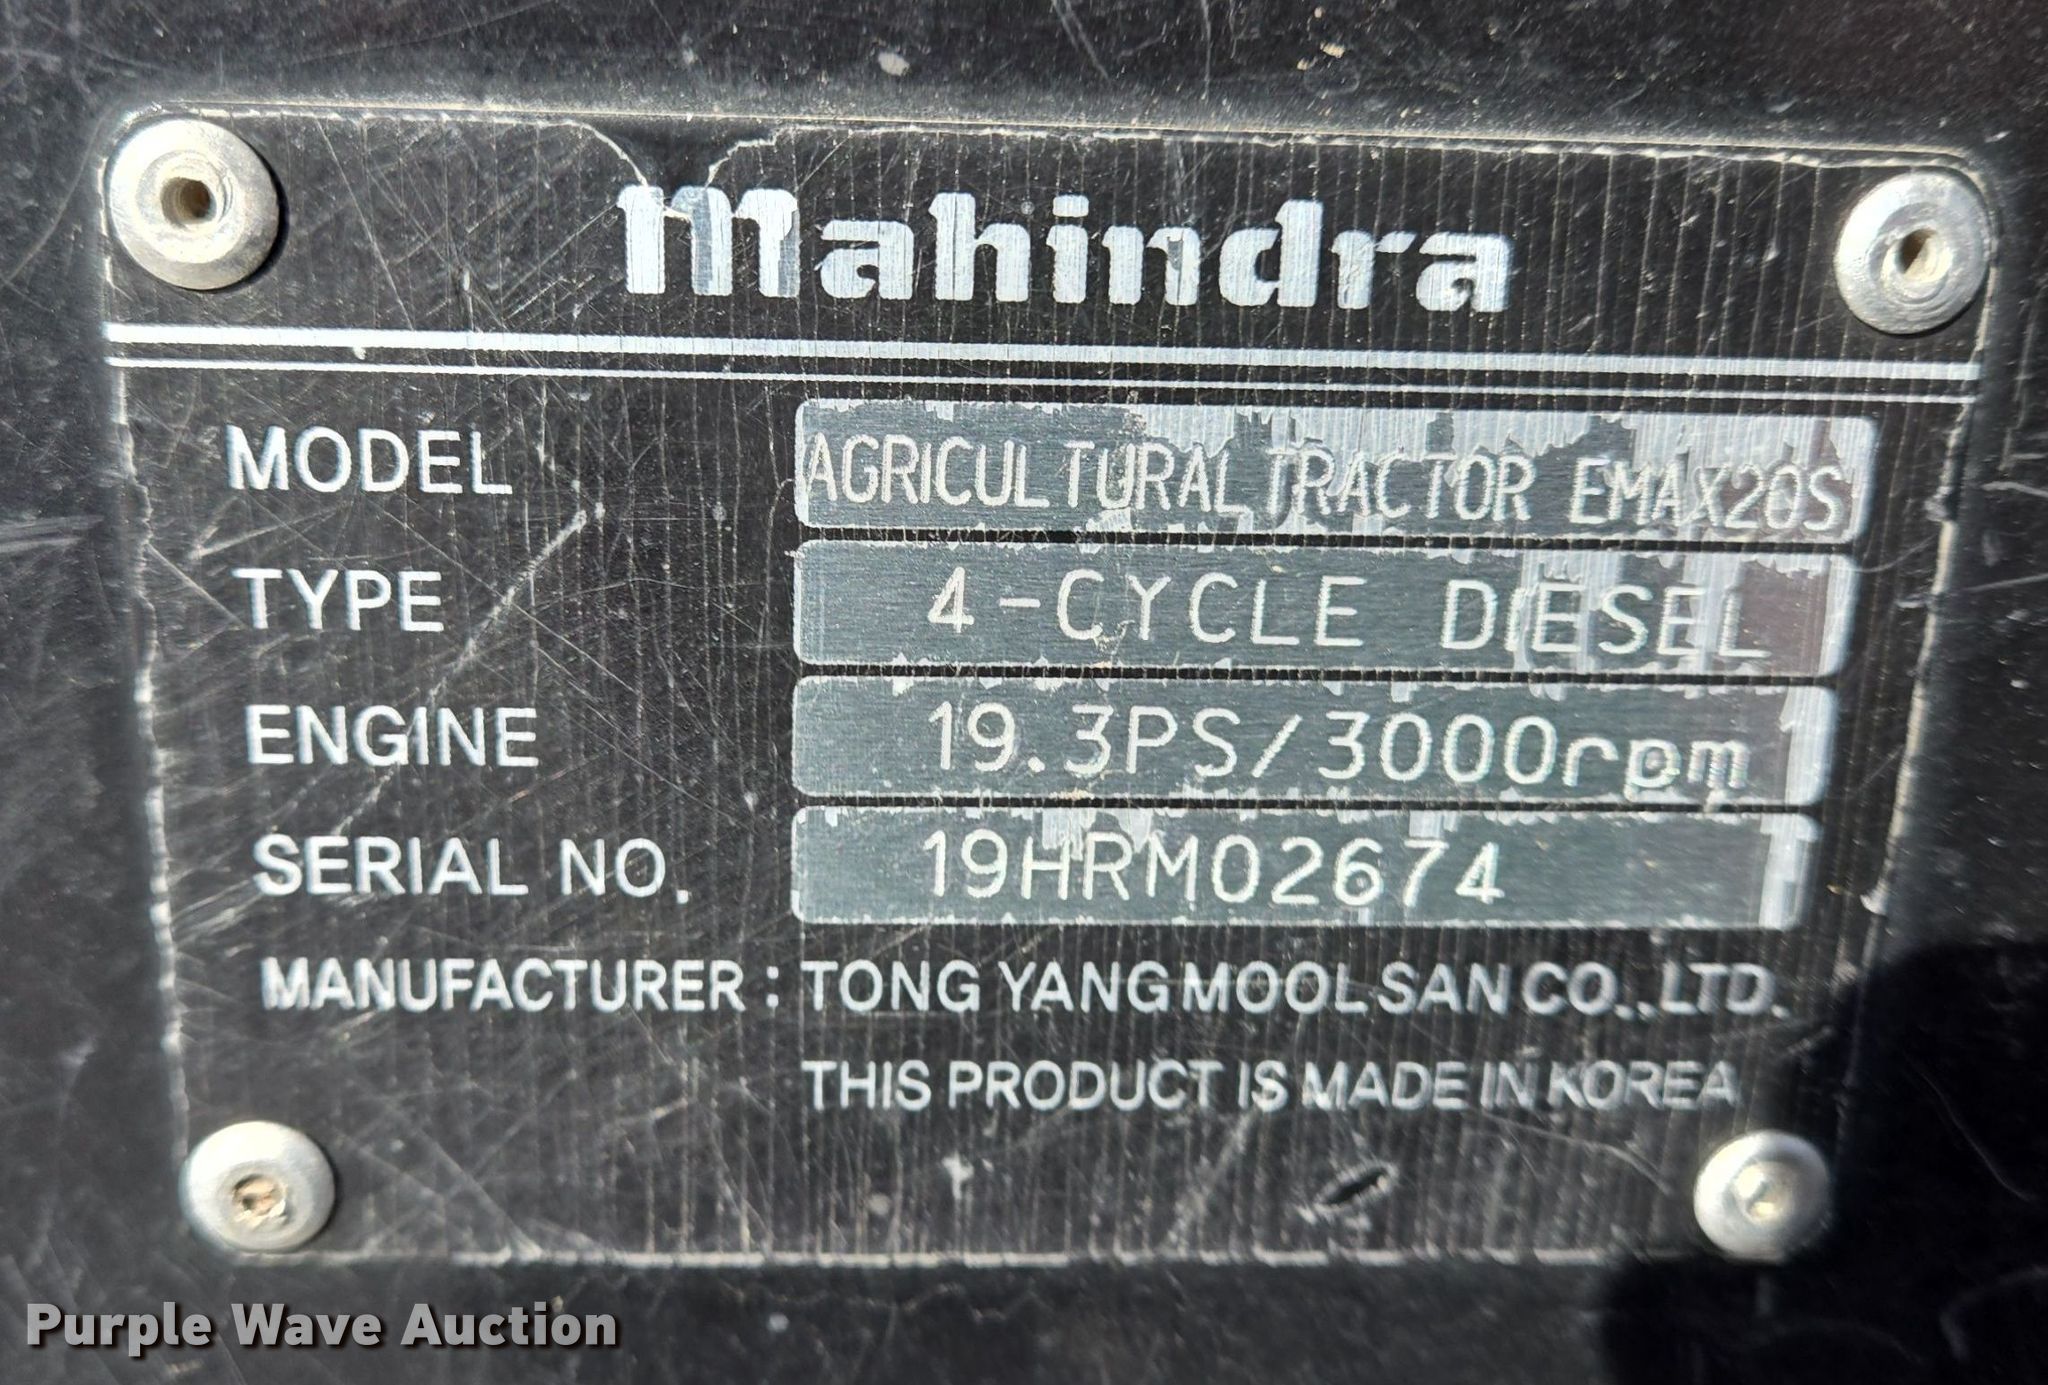 mahindra
MODEL AGRICULTURAL TRACTOR EMAX20S
TYPE 4-CYCLE DIESEL
ENGINE 19.3PS/3000rpm
SERIAL NO. 19HRM02674
MANUFACTURER : TONG YANG MOOLSAN CO.,LTD.
THIS PRODUCT IS MADE IN KOREA
Purple Wave Auction